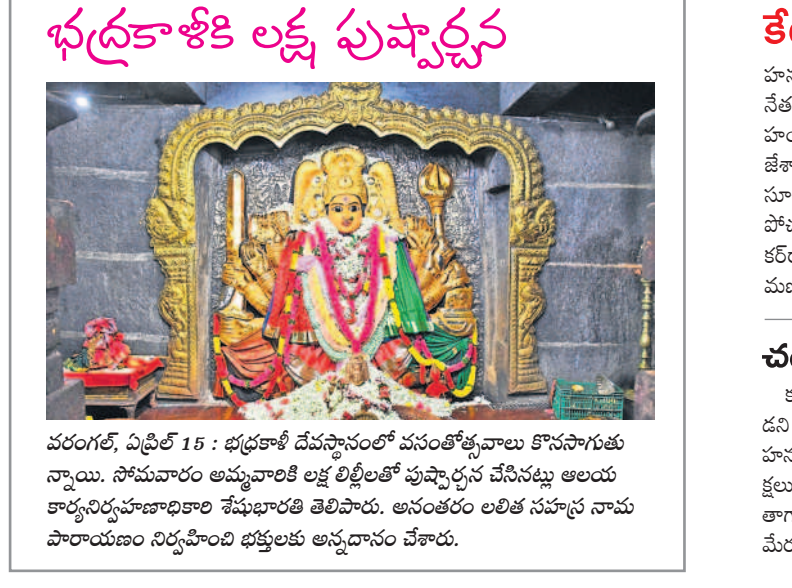 భద్రకాళీకి లక్ష పుష్పార్చన
వరంగల్, ఏప్రిల్ 15 : భద్రకాళీ దేవస్థానంలో వసంతోత్సవాలు కొనసాగుతు
న్నాయి. సోమవారం అమ్మవారికి లక్ష లిల్లీలతో పుష్పార్చన చేసినట్లు ఆలయ
కార్యనిర్వహణాధికారి శేషుభారతి తెలిపారు. అనంతరం లలిత సహస్ర నామ
పారాయణం నిర్వహించి భక్తులకు అన్నదానం చేశారు.